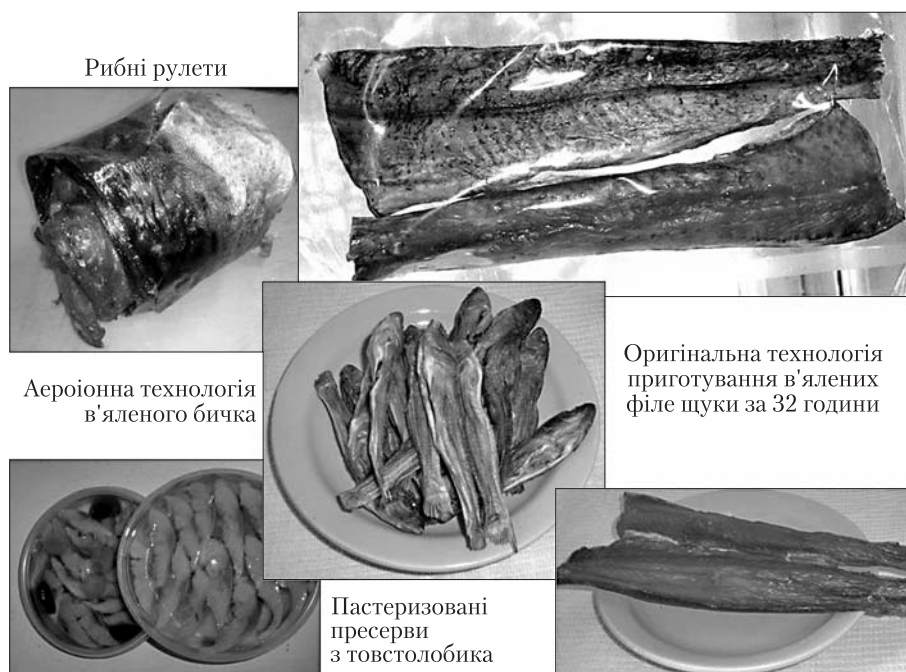 Рибні рулети
Оригінальна технологія
приготування в'ялених
філе щуки за 32 години
Аероіонна технологія
в'яленого бичка
Пастеризовані
пресерви
з товстолобика